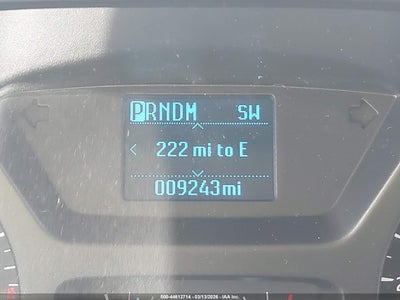 PRNDM SW
222 mi to E
009243mi
500-44612714 - 03/13/2026 - IAA Inc.